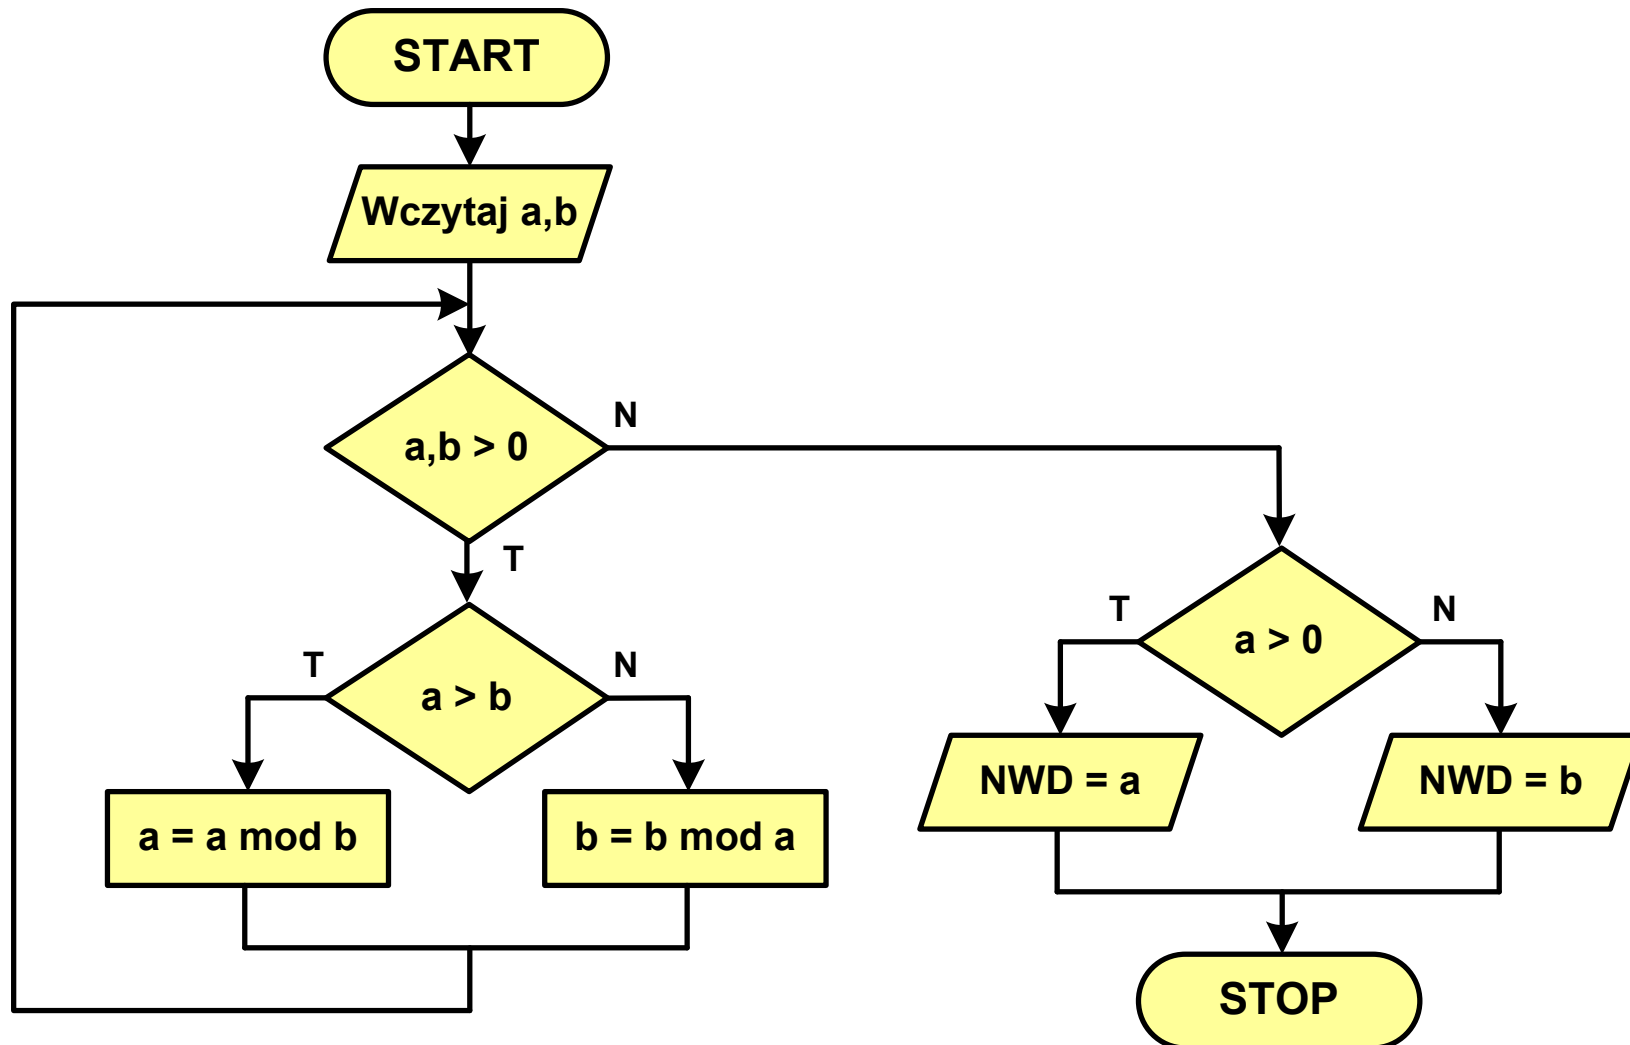 START
Wczytaj a,b
a,b > 0
N
T
a > b
T
N
a = a mod b
b = b mod a
a > 0
T
N
NWD = a
NWD = b
STOP